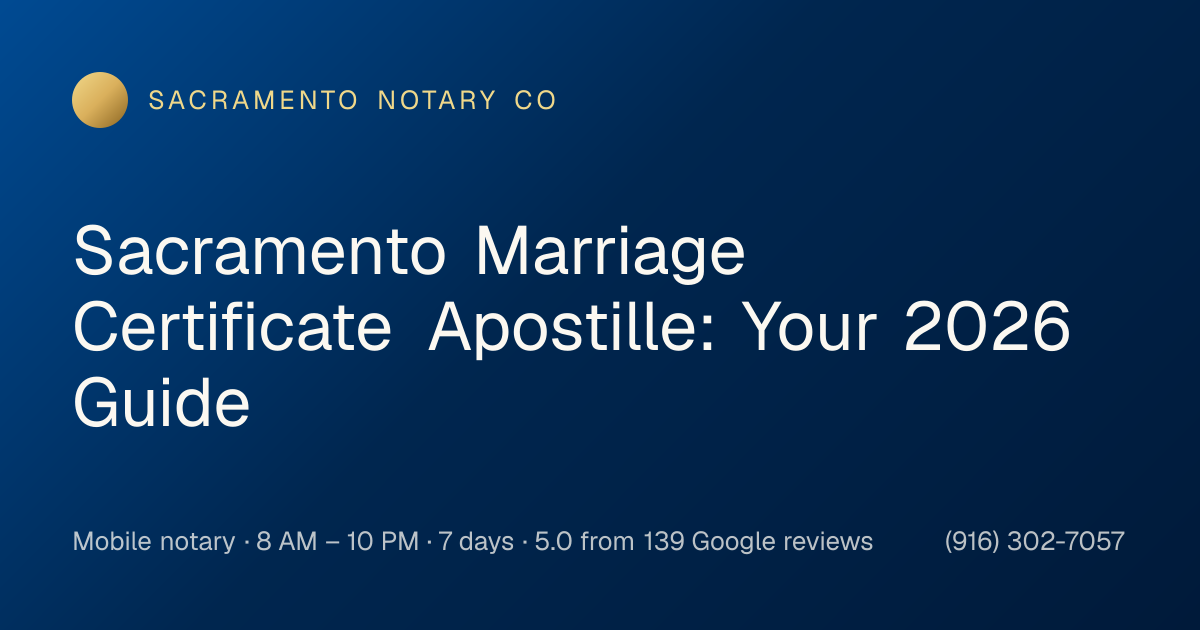 SACRAMENTO NOTARY CO
Sacramento Marriage
Certificate Apostille: Your 2026
Guide
Mobile notary · 8 AM – 10 PM · 7 days · 5.0 from 139 Google reviews
(916) 302-7057